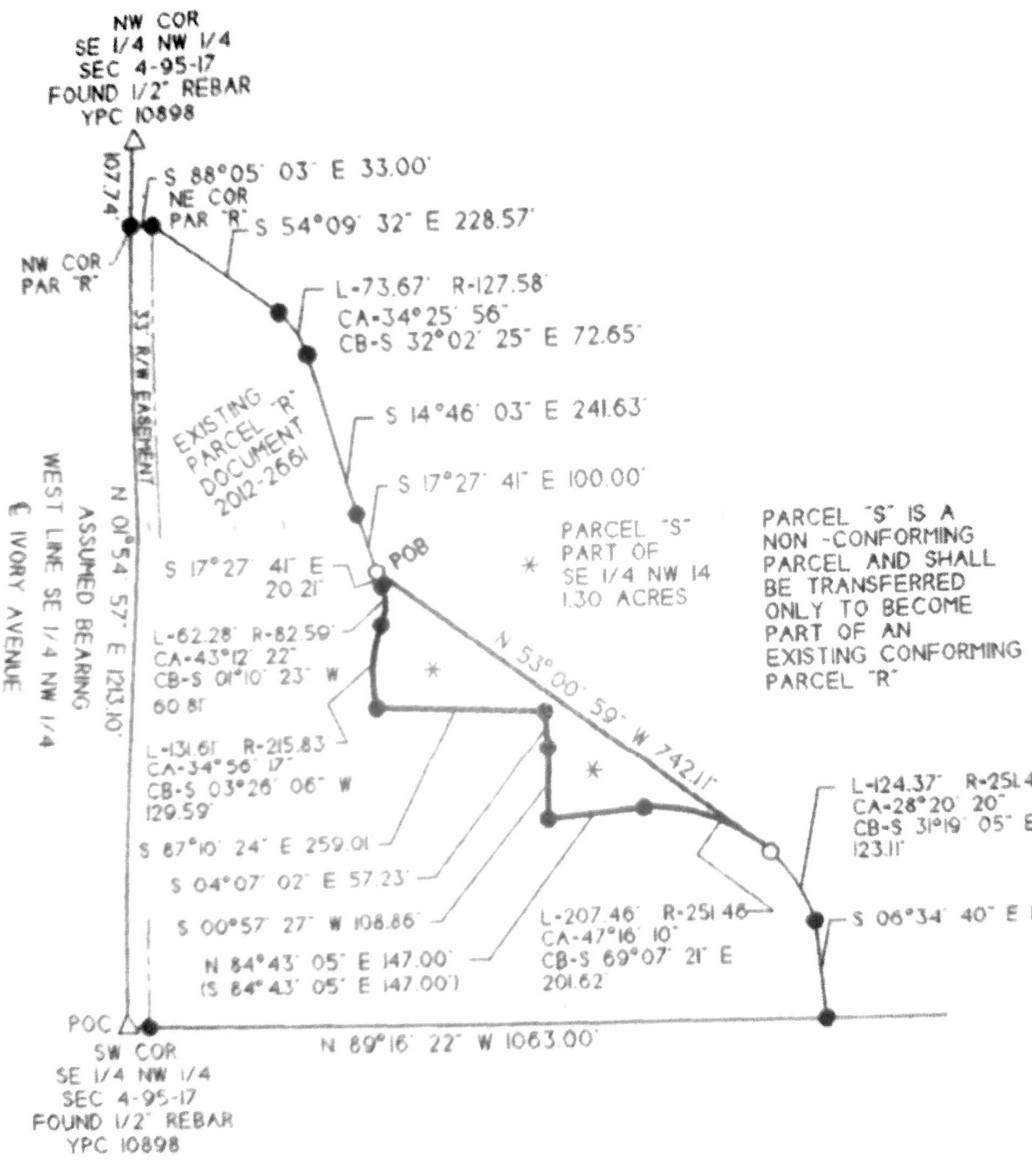 NW COR
SE 1/4 NW 1/4
SEC 4-95-17
FOUND 1/2" REBAR
YPC 10898
107.74'
S 88°05' 03" E 33.00'
NE COR
PAR "R"
S 54°09' 32" E 228.57'
NW COR
PAR "R"
L=73.67' R=127.58'
CA=34°25' 56"
CB=S 32°02' 25" E 72.65'
33' R/W EASEMENT
EXISTING
PARCEL "R"
DOCUMENT
2012-2661
S 14°46' 03" E 241.63'
S 17°27' 41" E 100.00'
N 01°54' 57" E 1213.10'
ASSUMED BEARING
WEST LINE SE 1/4 NW 1/4
℄ IVORY AVENUE
S 17°27' 41" E
20.21'
POB
PARCEL "S"
* PART OF
SE 1/4 NW 14
1.30 ACRES
PARCEL "S" IS A
NON -CONFORMING
PARCEL AND SHALL
BE TRANSFERRED
ONLY TO BECOME
PART OF AN
EXISTING CONFORMING
PARCEL "R"
L=62.28' R=82.59'
CA=43°12' 22"
CB=S 01°10' 23" W
60.81'
*
N 53°00' 59" W 742.11'
L=131.61' R=215.83'
CA=34°56' 17"
CB=S 03°26' 06" W
129.59'
*
L=124.37' R=251.4
CA=28°20' 20"
CB=S 31°19' 05" E
123.11'
S 87°10' 24" E 259.01'
S 04°07' 02" E 57.23'
S 00°57' 27" W 108.86'
L=207.46' R=251.46'
CA=47°16' 10"
CB=S 69°07' 21" E
201.62'
S 06°34' 40" E
N 84°43' 05" E 147.00'
(S 84°43' 05" E 147.00')
POC
N 89°16' 22" W 1063.00'
SW COR
SE 1/4 NW 1/4
SEC 4-95-17
FOUND 1/2" REBAR
YPC 10898